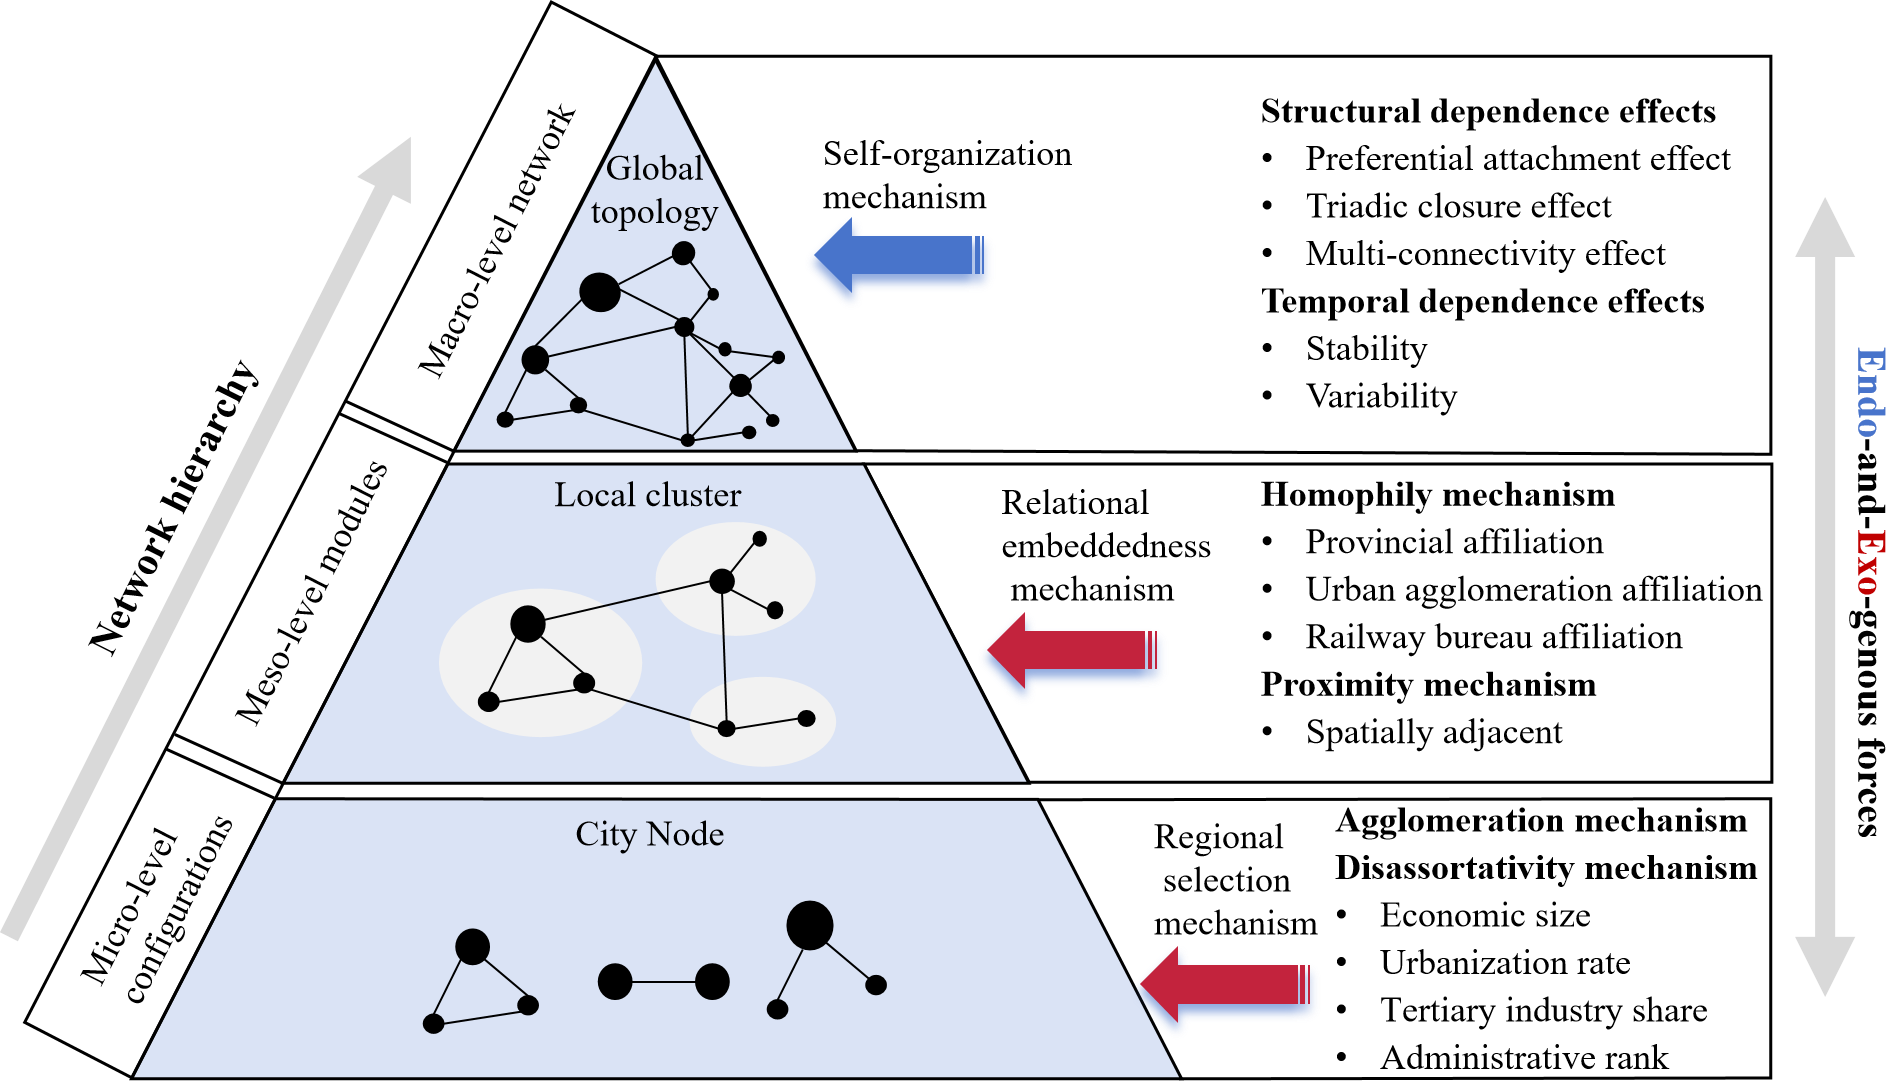 Network hierarchy
Macro-level network
Global
topology
Self-organization
mechanism
Structural dependence effects
• Preferential attachment effect
• Triadic closure effect
• Multi-connectivity effect
Temporal dependence effects
• Stability
• Variability
Meso-level modules
Local cluster
Relational
embeddedness
mechanism
Homophily mechanism
• Provincial affiliation
• Urban agglomeration affiliation
• Railway bureau affiliation
Proximity mechanism
• Spatially adjacent
Micro-level
configurations
City Node
Regional
selection
mechanism
Agglomeration mechanism
Disassortativity mechanism
• Economic size
• Urbanization rate
• Tertiary industry share
• Administrative rank
Endo-and-Exo-genous forces